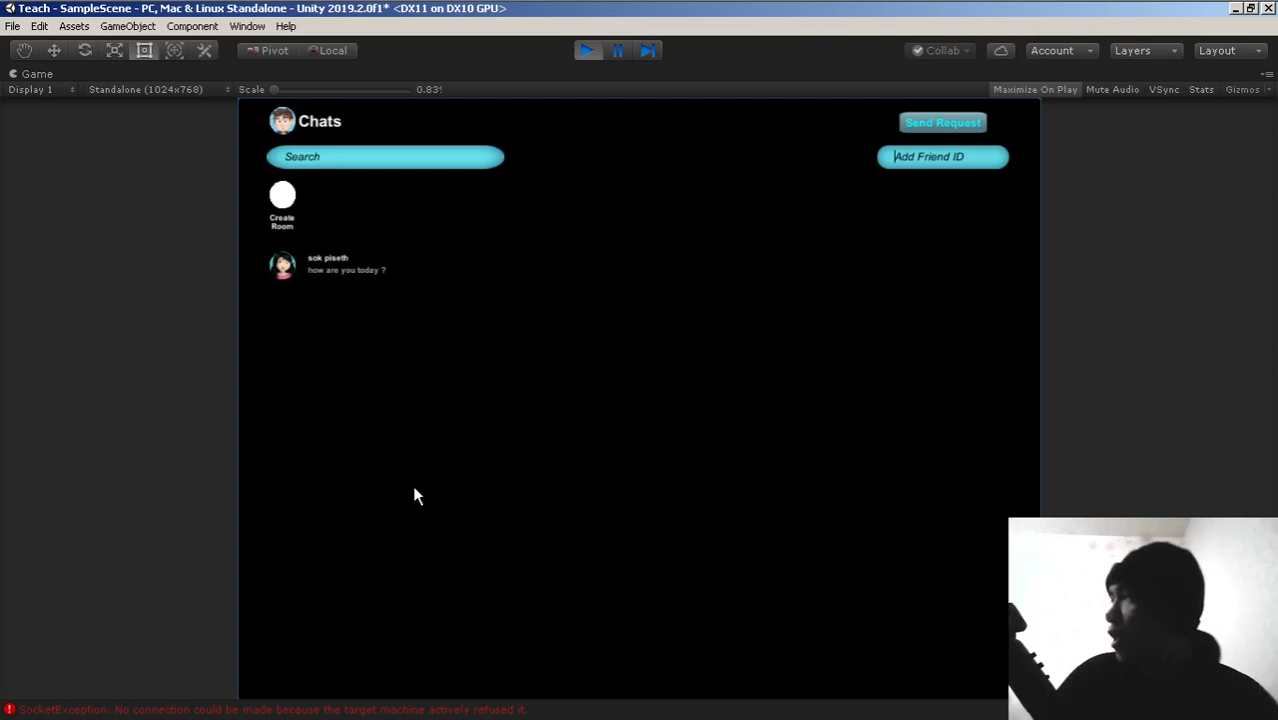 Teach - SampleScene - PC, Mac & Linux Standalone - Unity 2019.2.0f1* <DX11 on DX10 GPU>
File Edit Assets GameObject Component Window Help
Pivot Local Collab Account Layers Layout
Game
Display 1 Standalone (1024x768) Scale 0.83 Maximize On Play Mute Audio VSync Stats Gizmos
Chats Send Request
Search Add Friend ID
Create
Room
sok piseth
how are you today ?
SocketException: No connection could be made because the target machine actively refused it.